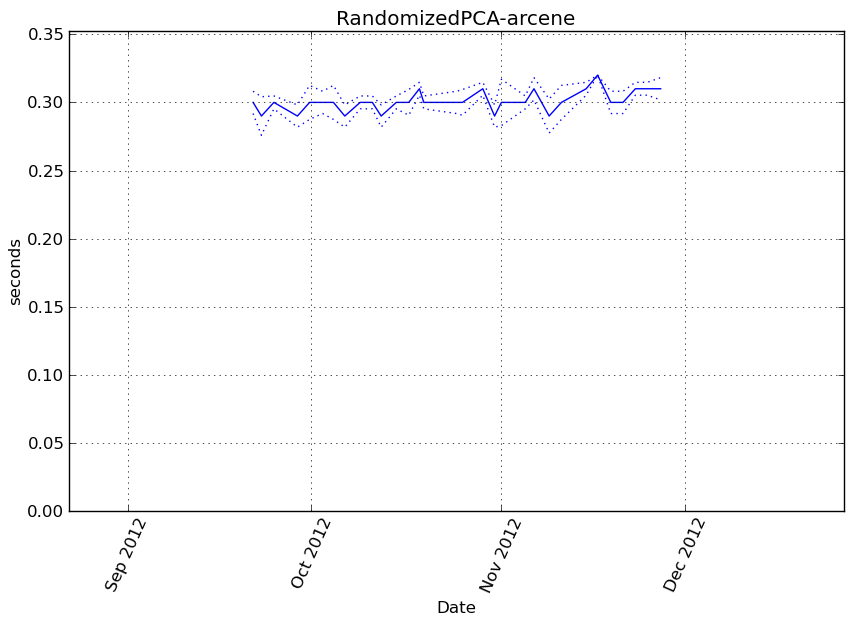 RandomizedPCA-arcene
0.35
0.30
0.25
0.20
0.15
0.10
0.05
0.00
seconds
Sep 2012
Oct 2012
Nov 2012
Dec 2012
Date